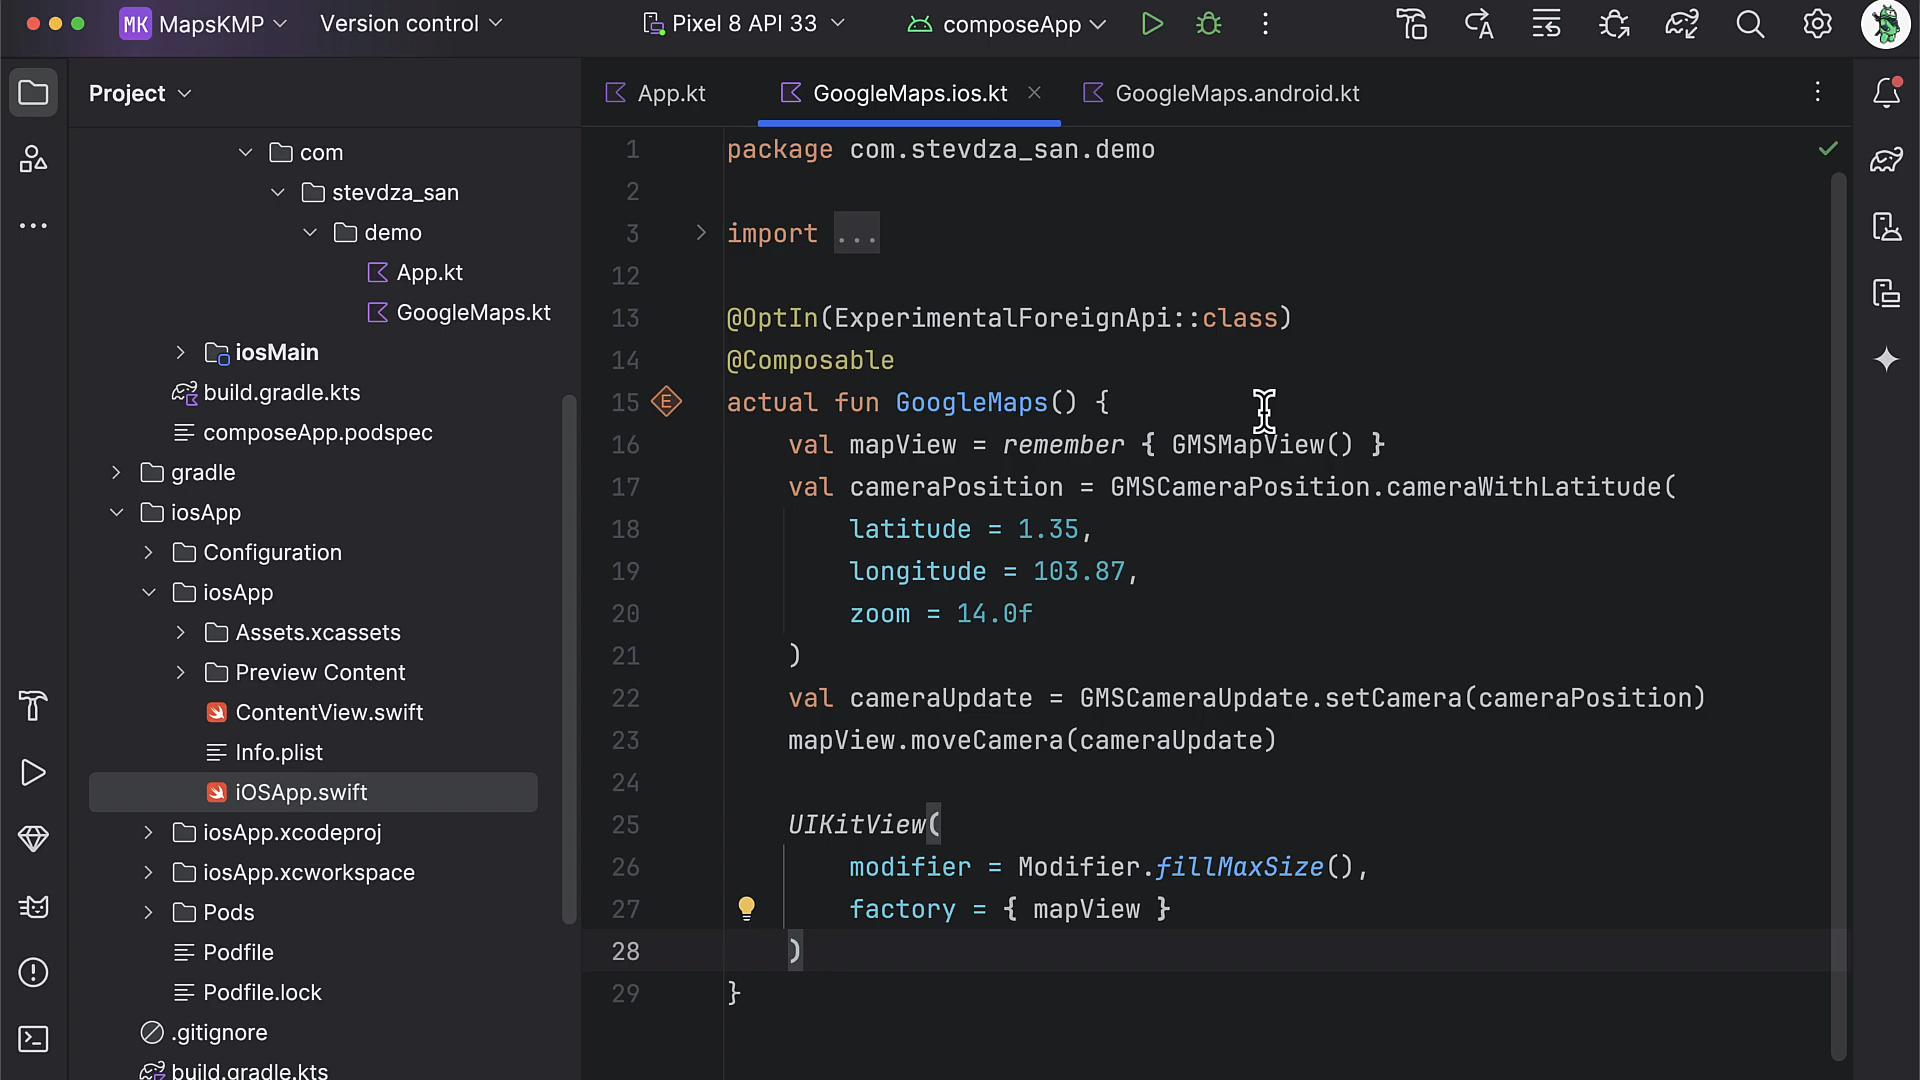 MK MapsKMP Version control Pixel 8 API 33 composeApp
Project
com
stevdza_san
demo
App.kt
GoogleMaps.kt
iosMain
build.gradle.kts
composeApp.podspec
gradle
iosApp
Configuration
iosApp
Assets.xcassets
Preview Content
ContentView.swift
Info.plist
iOSApp.swift
iosApp.xcodeproj
iosApp.xcworkspace
Pods
Podfile
Podfile.lock
.gitignore
build.gradle.kts
App.kt GoogleMaps.ios.kt GoogleMaps.android.kt
1 package com.stevdza_san.demo
2
3 import ...
12
13 @OptIn(ExperimentalForeignApi::class)
14 @Composable
15 E actual fun GoogleMaps() {
16 val mapView = remember { GMSMapView() }
17 val cameraPosition = GMSCameraPosition.cameraWithLatitude(
18 latitude = 1.35,
19 longitude = 103.87,
20 zoom = 14.0f
21 )
22 val cameraUpdate = GMSCameraUpdate.setCamera(cameraPosition)
23 mapView.moveCamera(cameraUpdate)
24
25 UIKitView(
26 modifier = Modifier.fillMaxSize(),
27 factory = { mapView }
28 )
29 }